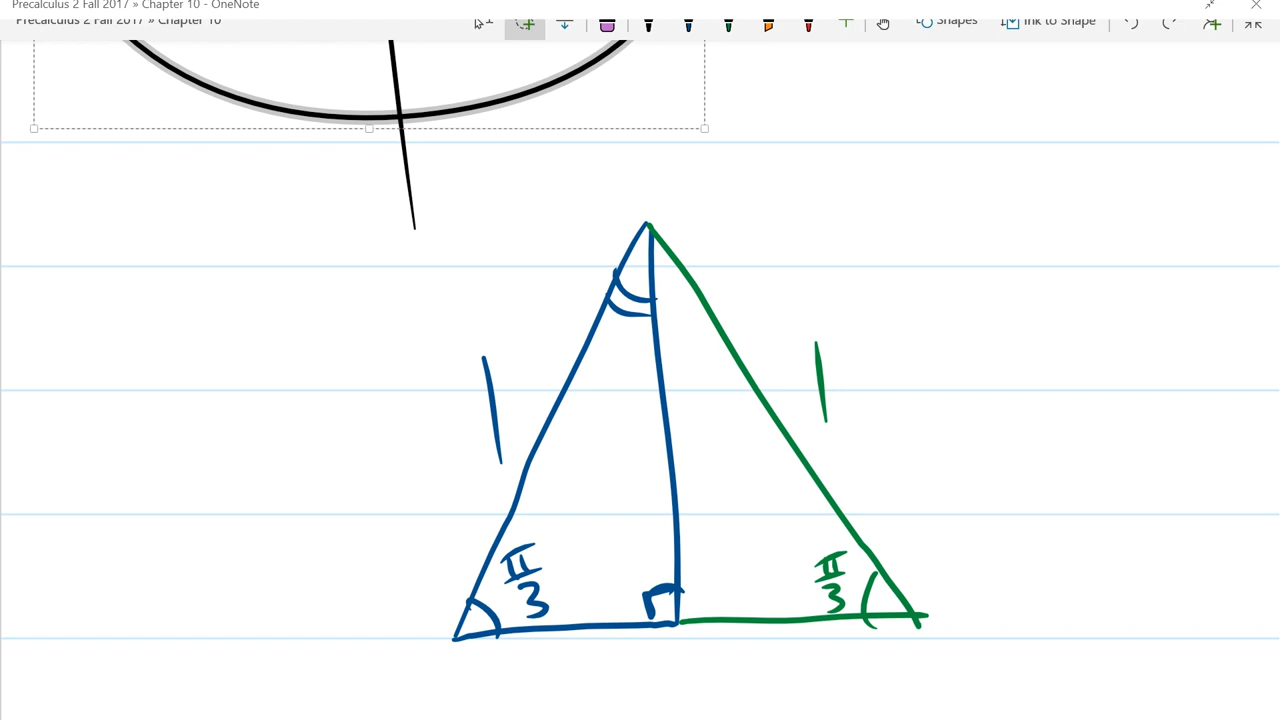 Precalculus 2 Fall 2017 » Chapter 10 - OneNote
Precalculus 2 Fall 2017 » Chapter 10
Shapes
Ink to Shape
1
1
π/3
π/3